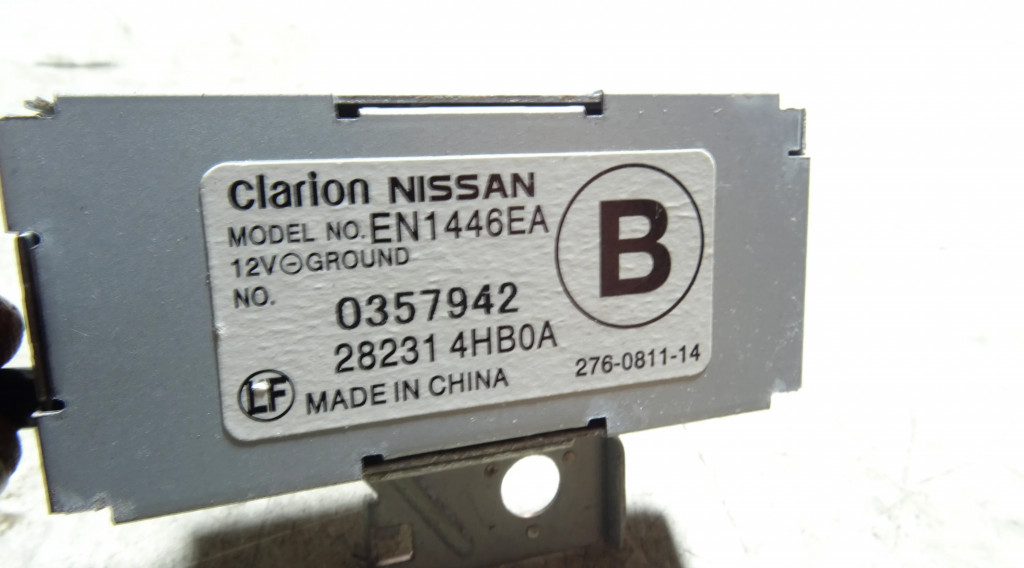 clarion NISSAN
MODEL NO. EN1446EA
12V⊖GROUND
NO. 0357942
28231 4HB0A
LF MADE IN CHINA
B
276-0811-14